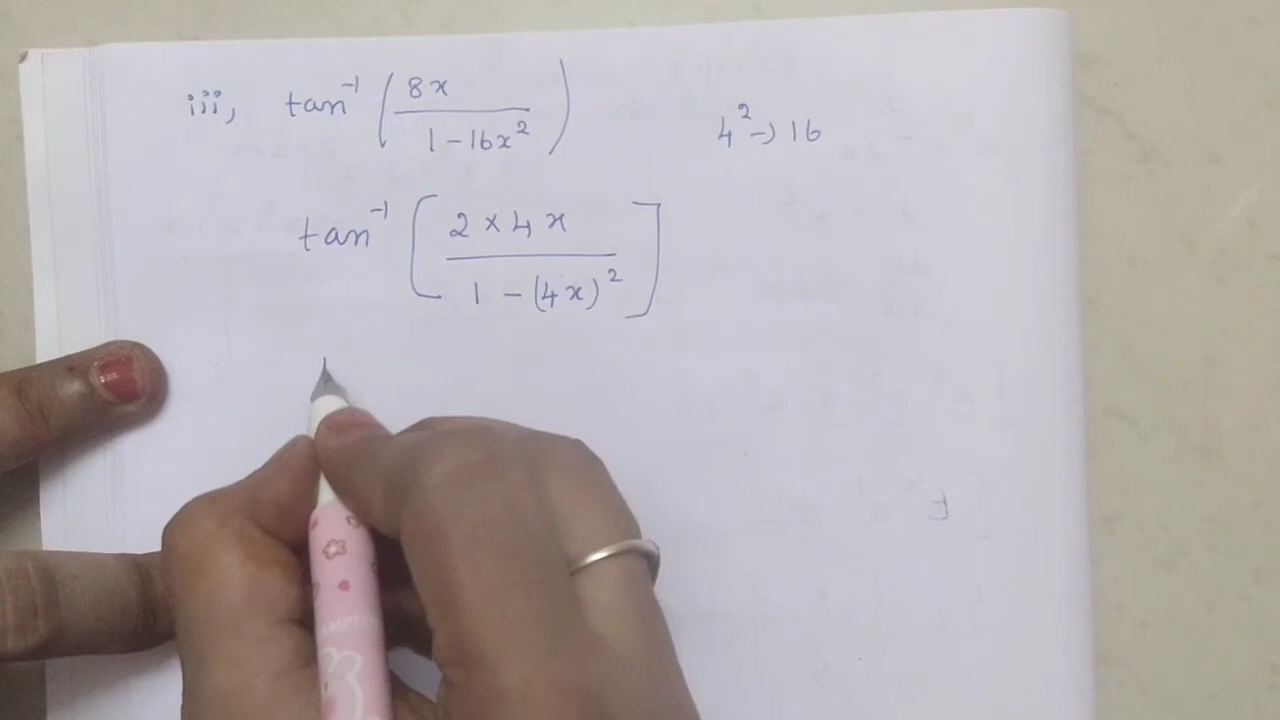 iii, tan⁻¹ (8x / 1 - 16x²) 4² → 16
tan⁻¹ [2 × 4x / 1 - (4x)²]